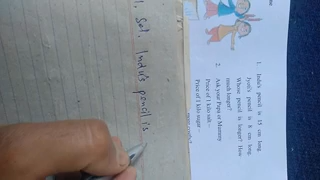 1. Indu's pencil is 15 cm long
Jyoti's pencil is 8 cm long.
Whose pencil is longer? How
much longer?
2. Ask your Papa or Mummy
Price of 1 kilo salt –
Price of 1 kilo sugar –
1. Sol. Indu's pencil is